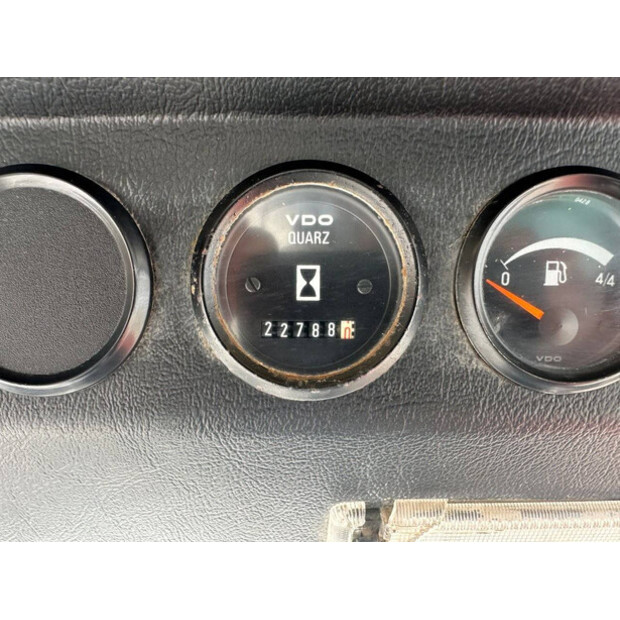 VDO
QUARZ
22788
0 4/4
VDO